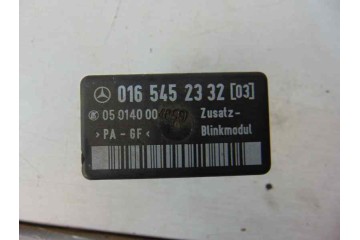 016 545 23 32 [03]
05 0140 00 Zusatz-
>PA-GF< Blinkmodul